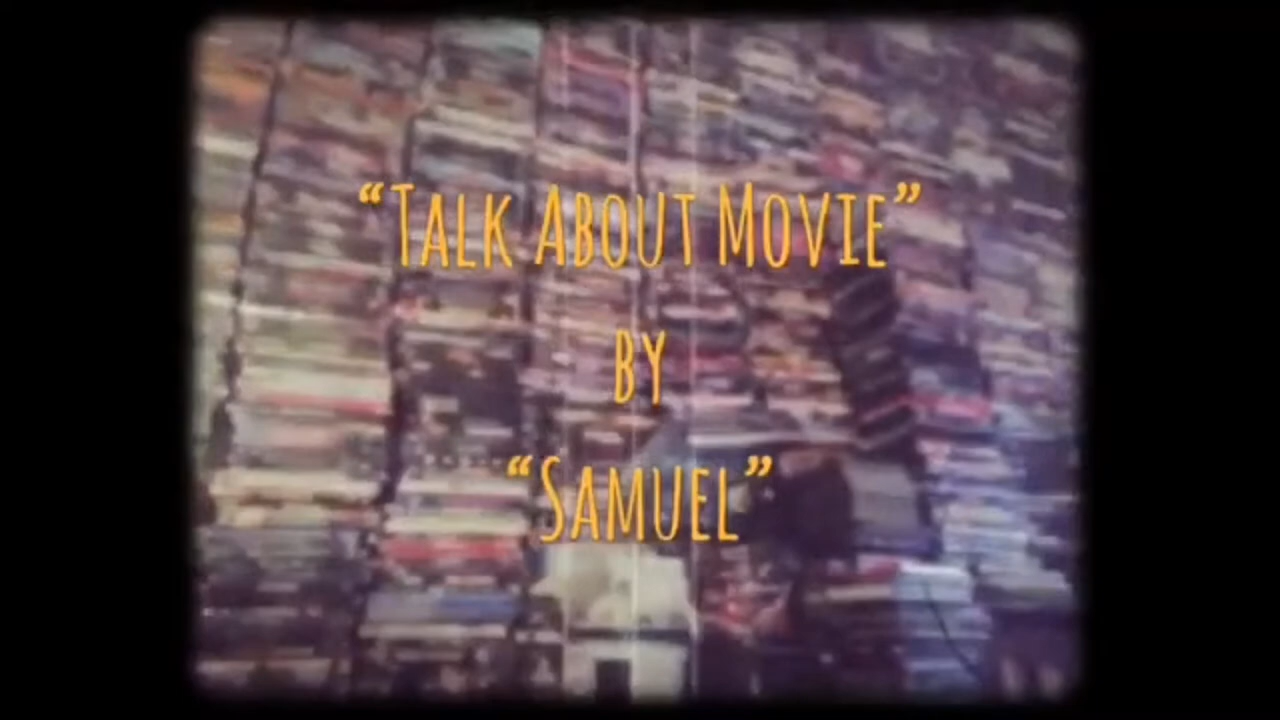 “Talk About Movie”
by
“Samuel”